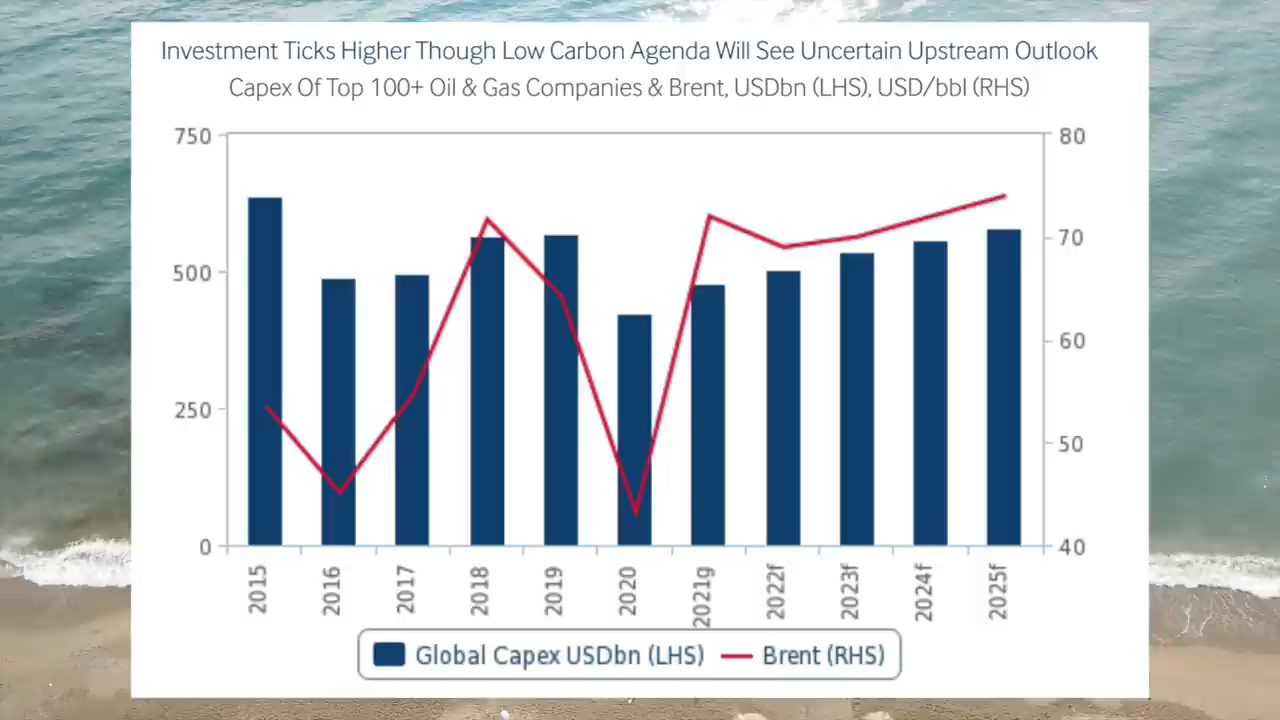 Investment Ticks Higher Though Low Carbon Agenda Will See Uncertain Upstream Outlook
Capex Of Top 100+ Oil & Gas Companies & Brent, USDbn (LHS), USD/bbl (RHS)
750
80
70
500
60
250
50
0
40
2015
2016
2017
2018
2019
2020
2021g
2022f
2023f
2024f
2025f
Global Capex USDbn (LHS)
Brent (RHS)